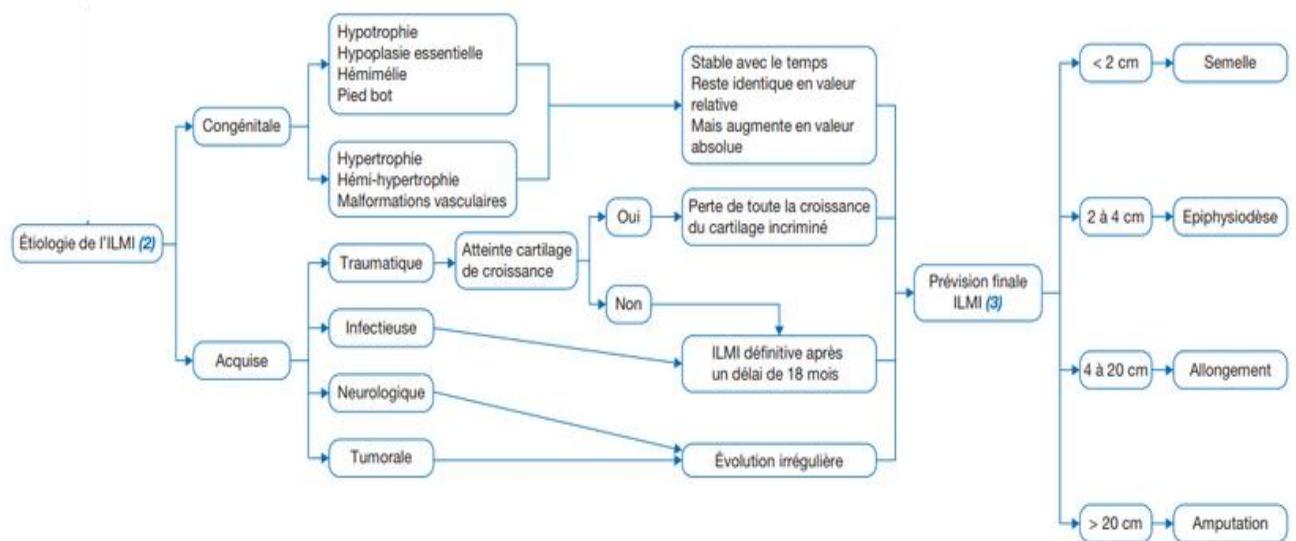 Étiologie de l'ILMI (2)
Congénitale
Hypotrophie
Hypoplasie essentielle
Hémimélie
Pied bot
Hypertrophie
Hémi-hypertrophie
Malformations vasculaires
Stable avec le temps
Reste identique en valeur
relative
Mais augmente en valeur
absolue
Acquise
Traumatique
Atteinte cartilage
de croissance
Oui
Perte de toute la croissance
du cartilage incriminé
Non
Infectieuse
ILMI définitive après
un délai de 18 mois
Neurologique
Tumorale
Évolution irrégulière
Prévision finale
ILMI (3)
< 2 cm
Semelle
2 à 4 cm
Epiphysiodèse
4 à 20 cm
Allongement
> 20 cm
Amputation